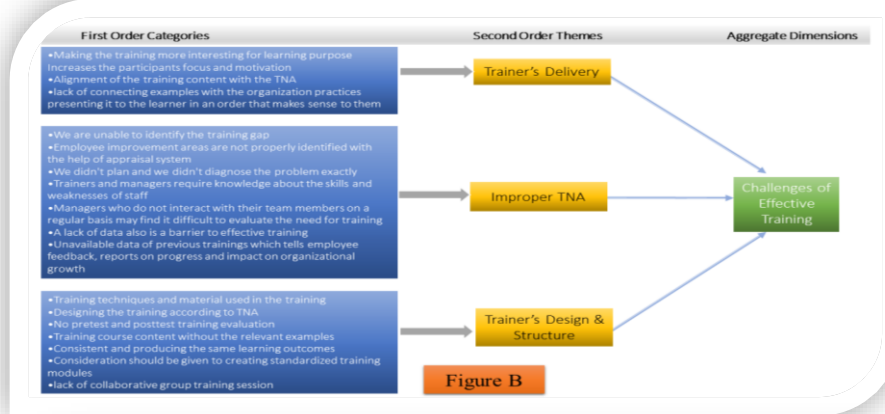 First Order Categories
Second Order Themes
Aggregate Dimensions
•Making the training more interesting for learning purpose
Increases the participants focus and motivation
•Alignment of the training content with the TNA
•lack of connecting examples with the organization practices
presenting it to the learner in an order that makes sense to them
Trainer's Delivery
•We are unable to identify the training gap
•Employee improvement areas are not properly identified with
the help of appraisal system
•We didn't plan and we didn't diagnose the problem exactly
•Trainers and managers require knowledge about the skills and
weaknesses of staff
•Managers who do not interact with their team members on a
regular basis may find it difficult to evaluate the need for training
•A lack of data also is a barrier to effective training
•Unavailable data of previous trainings which tells employee
feedback, reports on progress and impact on organizational
growth
Improper TNA
Challenges of
Effective
Training
•Training techniques and material used in the training
•Designing the training according to TNA
•No pretest and posttest training evaluation
•Training course content without the relevant examples
•Consistent and producing the same learning outcomes
•Consideration should be given to creating standardized training
modules
•lack of collaborative group training session
Trainer's Design &
Structure
Figure B